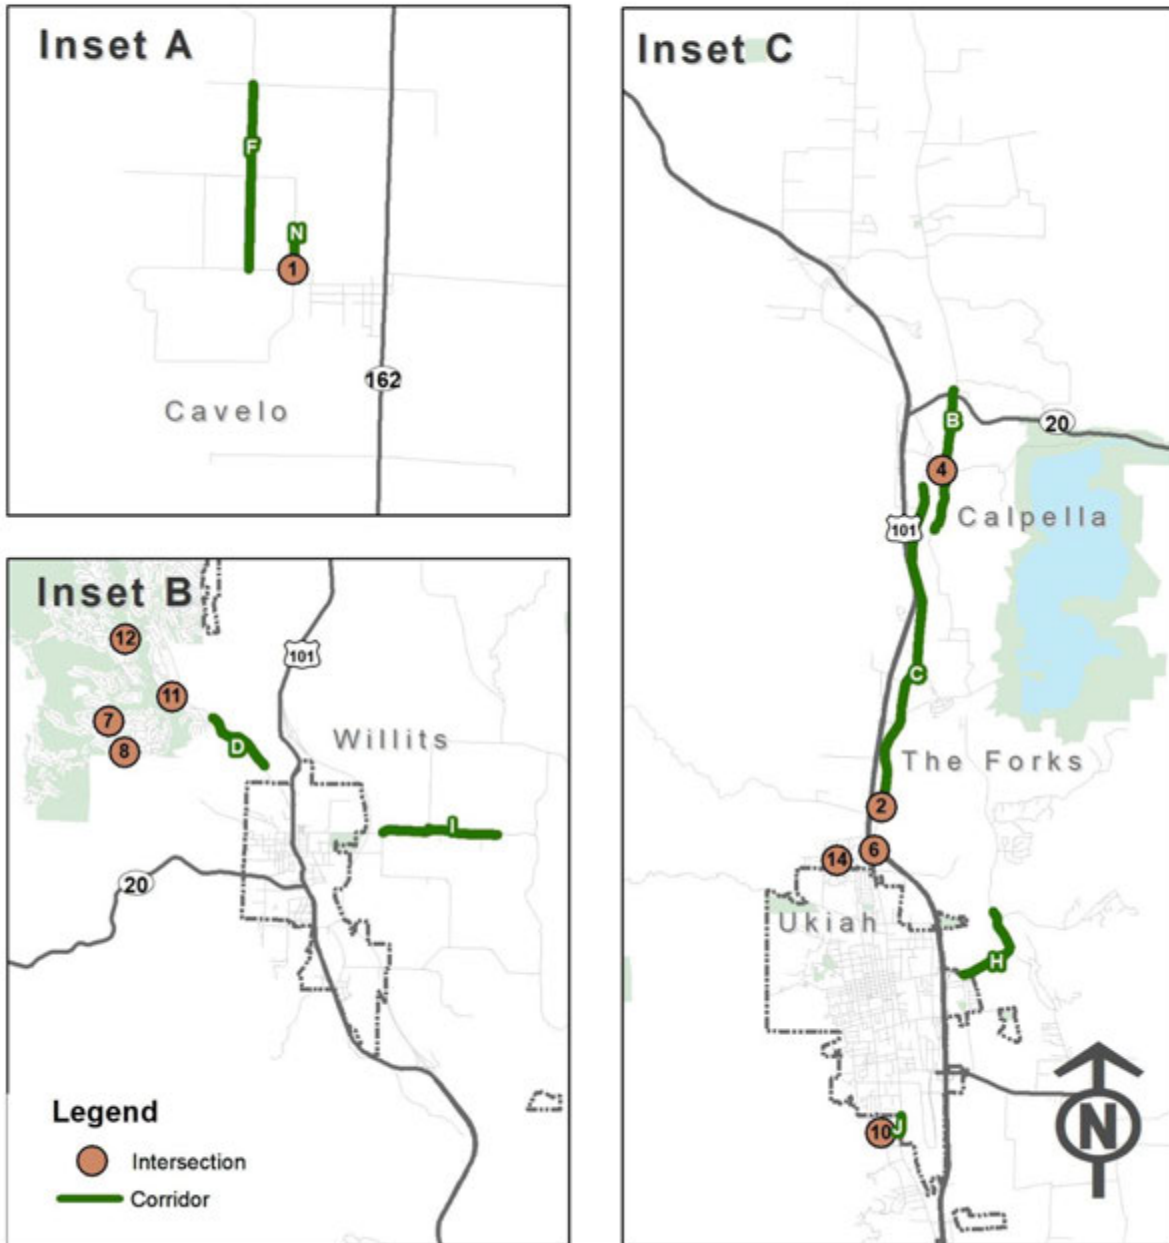 Inset A
F
N
1
162
Cavelo
Inset B
12
101
11
7
8
D
Willits
I
20
Legend
Intersection
Corridor
Inset C
B
20
4
Calpella
101
C
The Forks
2
6
14
Ukiah
H
10
J
N